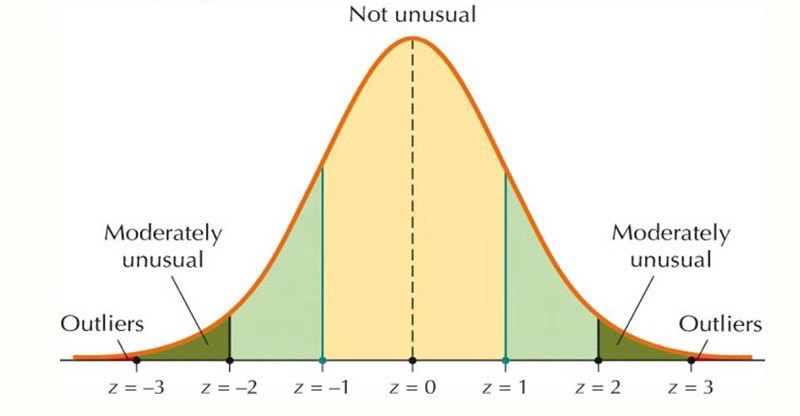 Not unusual
Moderately
unusual
Moderately
unusual
Outliers
Outliers
z = –3
z = –2
z = –1
z = 0
z = 1
z = 2
z = 3